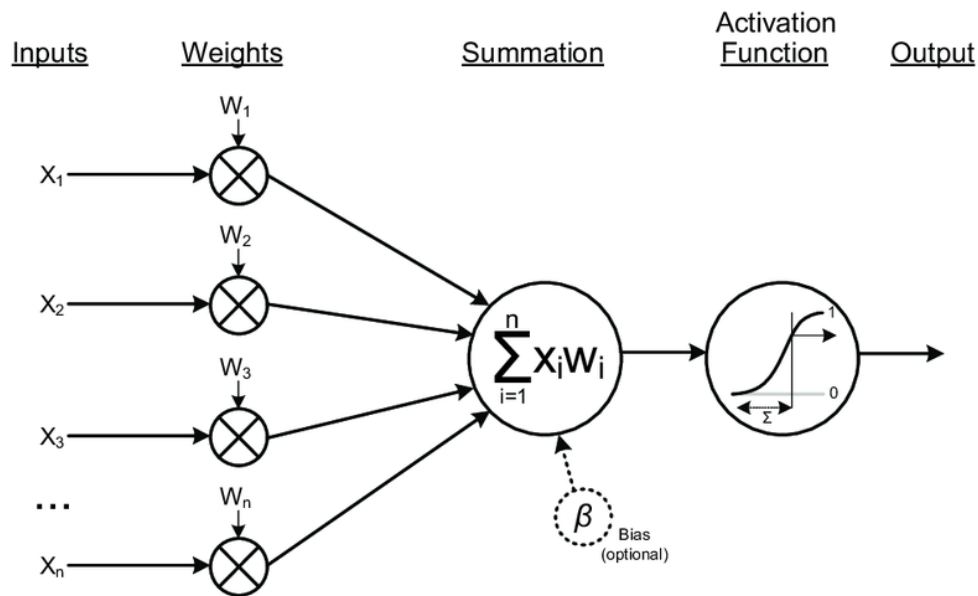 Inputs
Weights
Summation
Activation
Function
Output
W₁
X₁
W₂
X₂
W₃
X₃
...
Wₙ
Xₙ
n
∑ xᵢwᵢ
i=1
1
0
Σ
β
Bias
(optional)